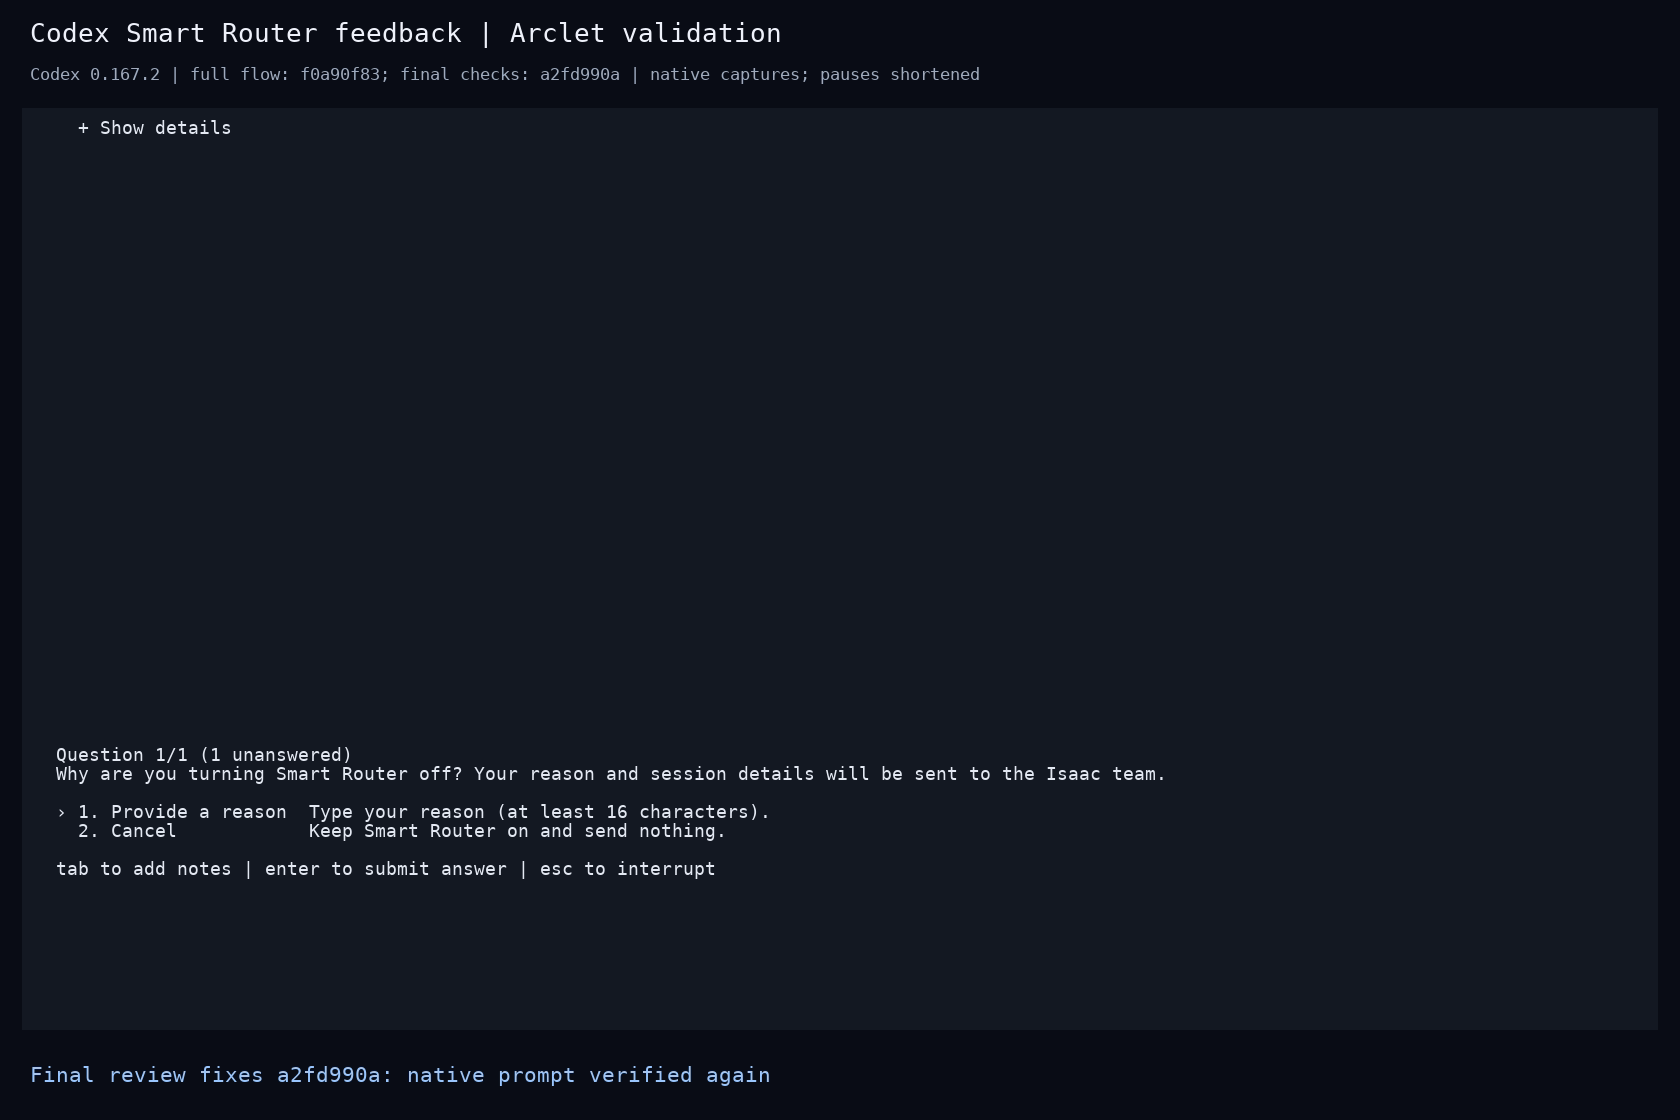 Codex Smart Router feedback | Arclet validation
Codex 0.167.2 | full flow: f0a90f83; final checks: a2fd990a | native captures; pauses shortened
+ Show details
Question 1/1 (1 unanswered)
Why are you turning Smart Router off? Your reason and session details will be sent to the Isaac team.
› 1. Provide a reason  Type your reason (at least 16 characters).
2. Cancel            Keep Smart Router on and send nothing.
tab to add notes | enter to submit answer | esc to interrupt
Final review fixes a2fd990a: native prompt verified again